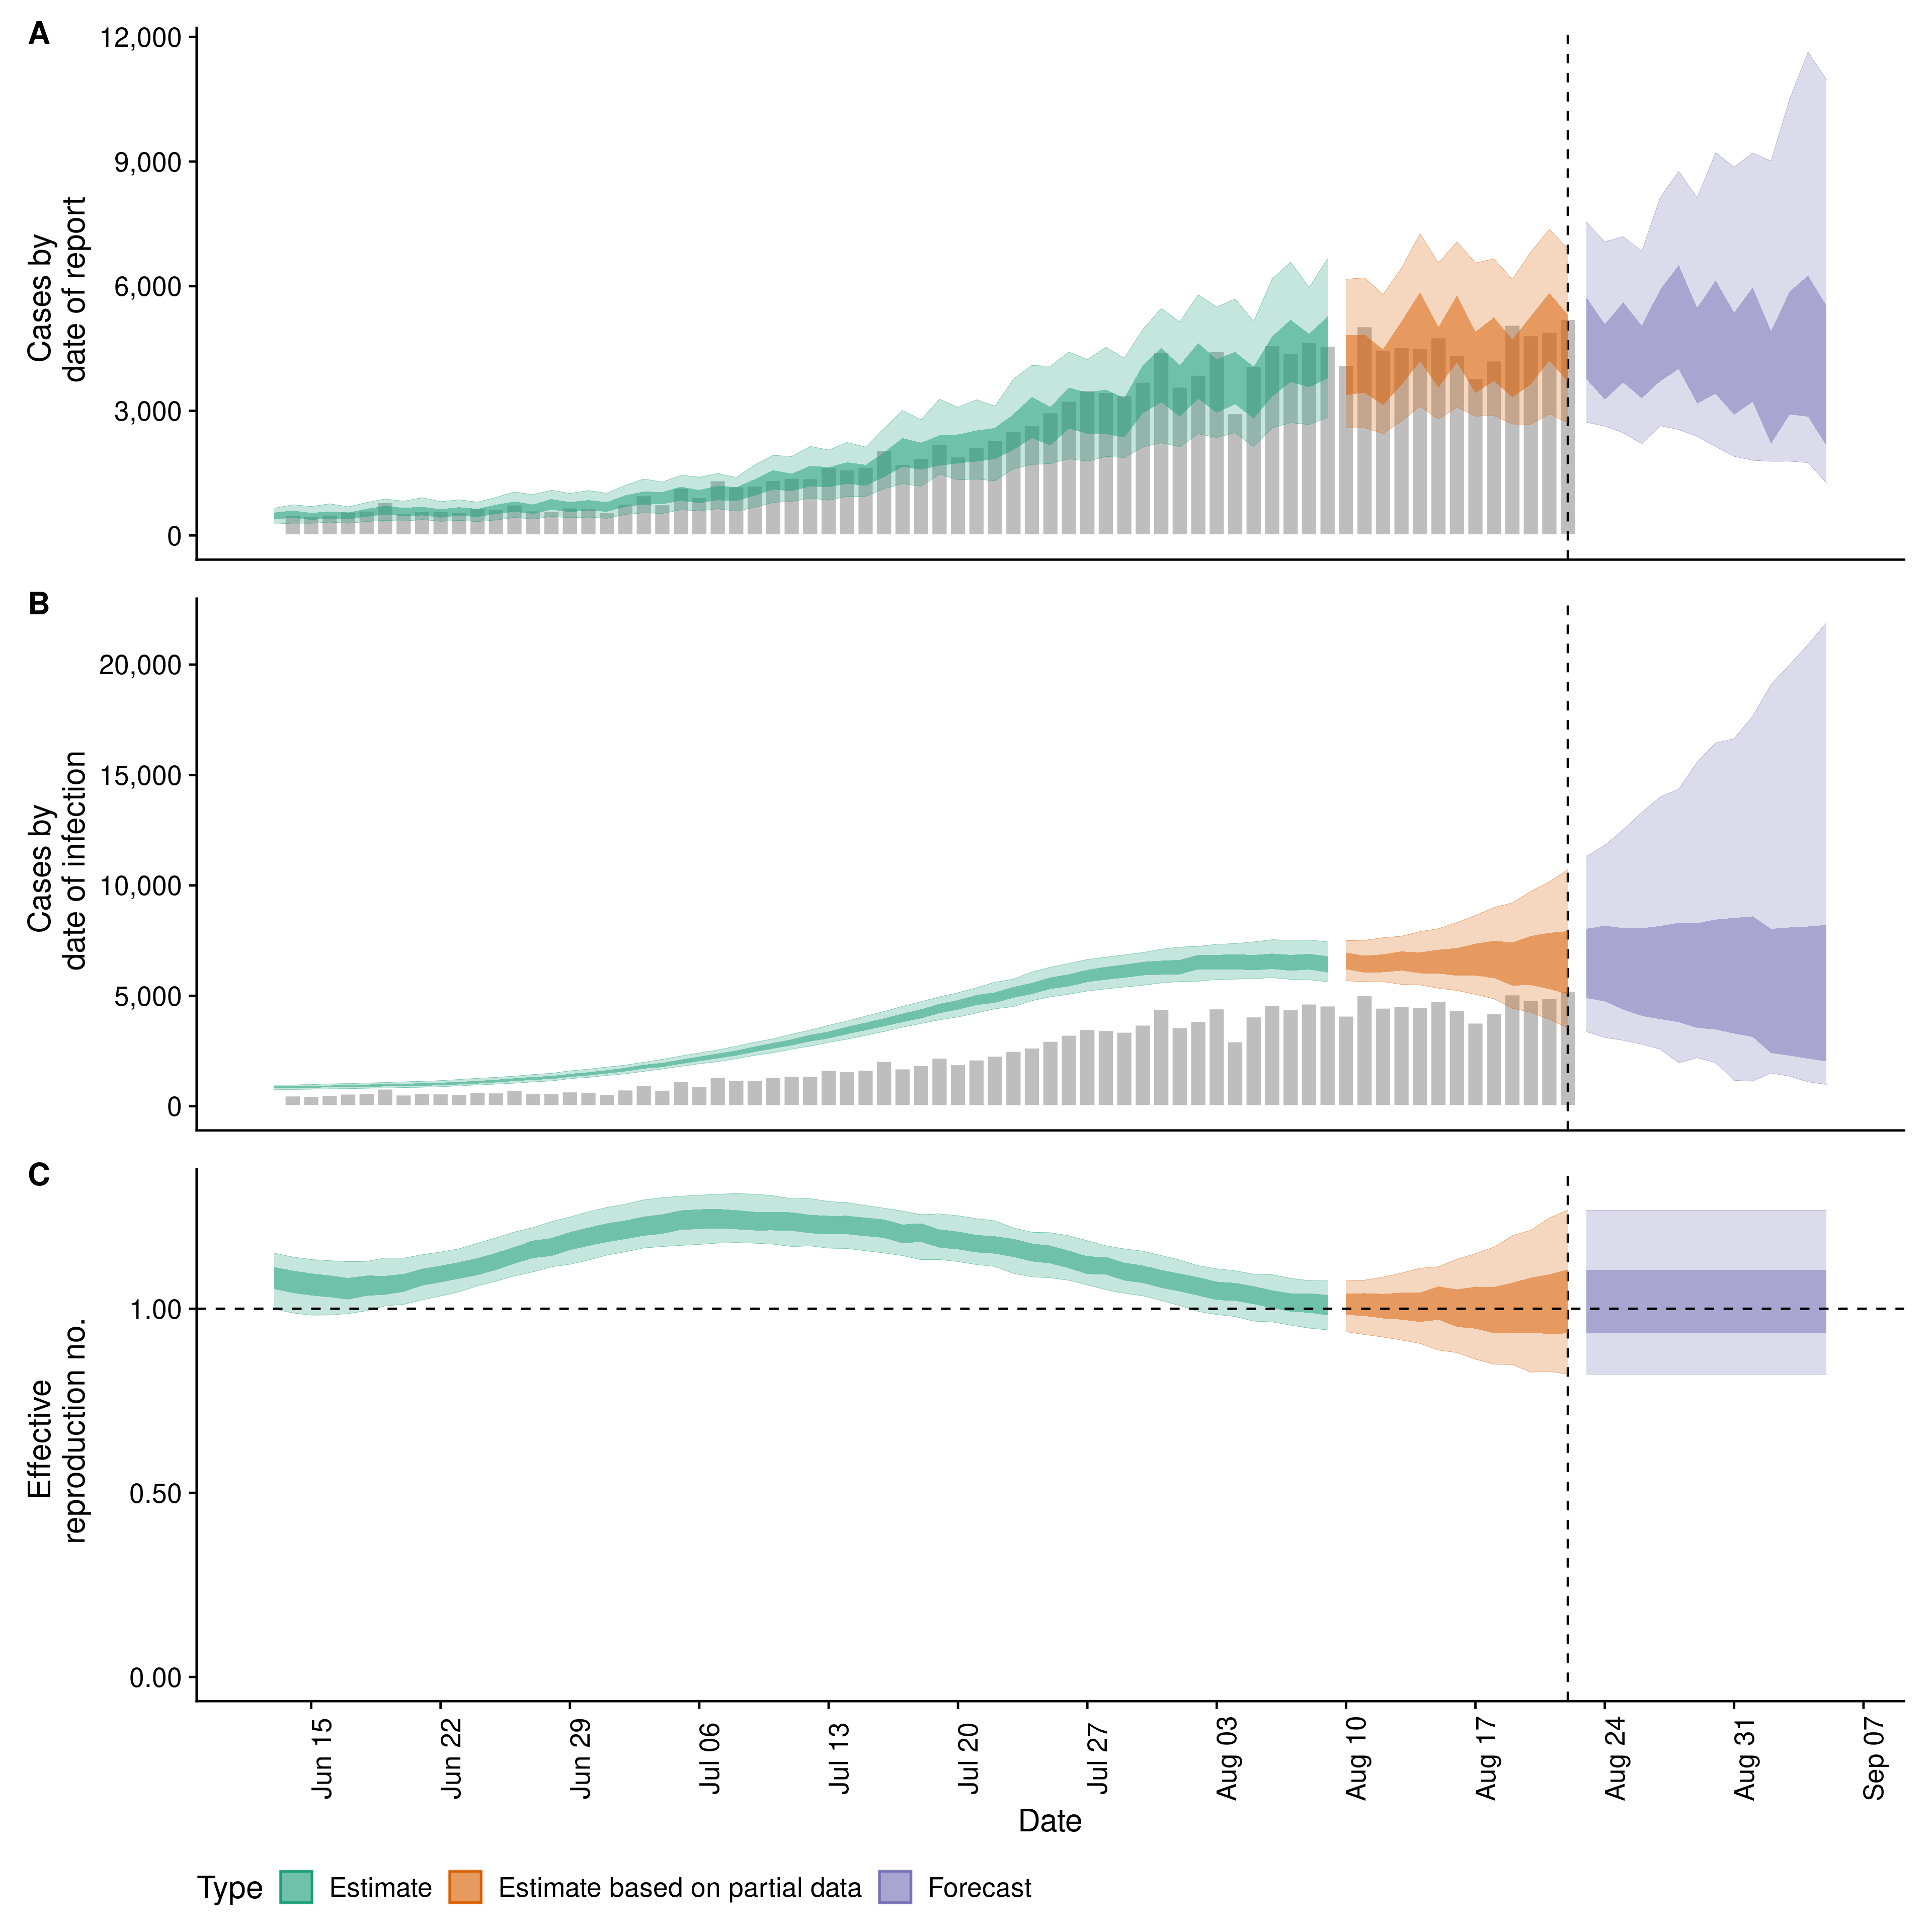 A
12,000
9,000
6,000
3,000
0
Cases by
date of report
B
20,000
15,000
10,000
5,000
0
Cases by
date of infection
C
1.00
0.50
0.00
Effective
reproduction no.
Jun 15
Jun 22
Jun 29
Jul 06
Jul 13
Jul 20
Jul 27
Aug 03
Aug 10
Aug 17
Aug 24
Aug 31
Sep 07
Date
Type Estimate Estimate based on partial data Forecast